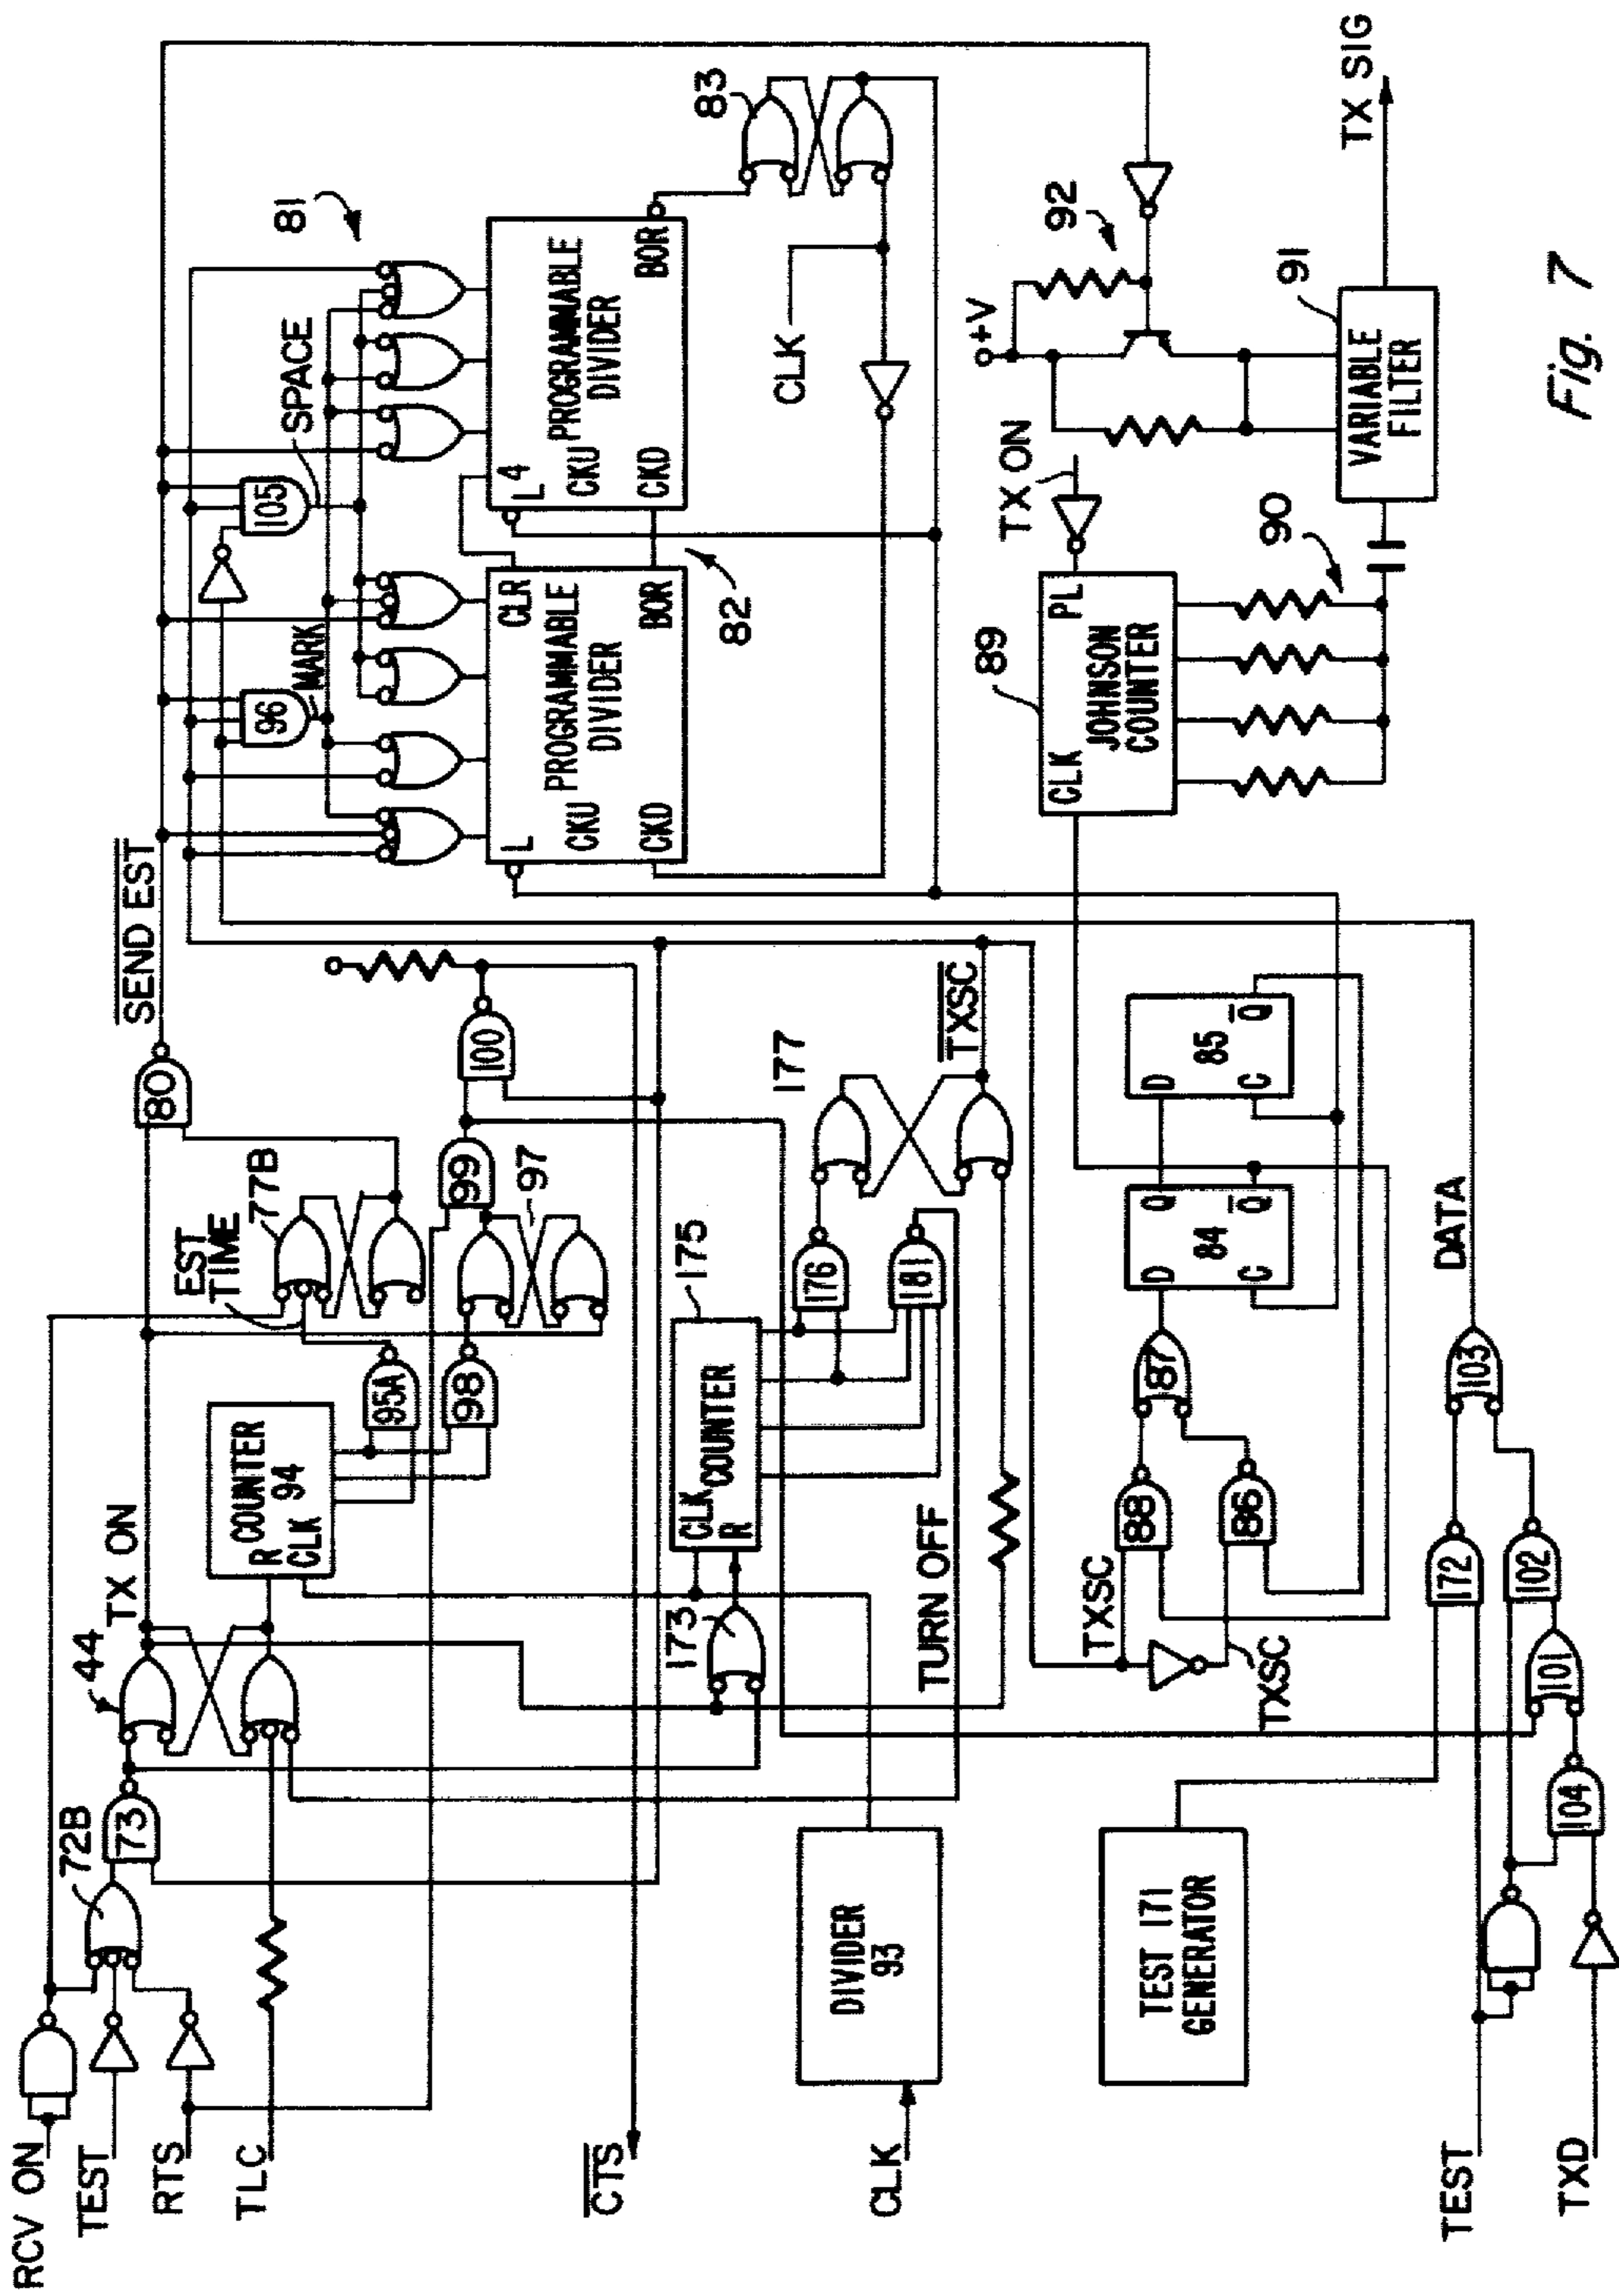 RCV ON
TEST
RTS
TLC
CTS
CLK
TEST
TXD
72B
73
44
TX ON
R COUNTER
CLK 94
EST
TIME
77B
80
SEND EST
95A
98
99
97
100
DIVIDER
93
173
CLK
R
COUNTER
175
176
181
177
TXSC
TURN OFF
TEST 171
GENERATOR
TXSC
TXSC
88
86
187
D
Q
84
C
Q
D
85
C
Q
172
102
101
104
103
DATA
96
MARK
105
SPACE
81
L
CLR
PROGRAMMABLE
DIVIDER
CKU
CKD
BOR
82
L
4
PROGRAMMABLE
DIVIDER
CKU
CKD
BOR
83
CLK
89
CLK
PL
JOHNSON
COUNTER
TX ON
+V
92
90
91
VARIABLE
FILTER
TX SIG
Fig. 7